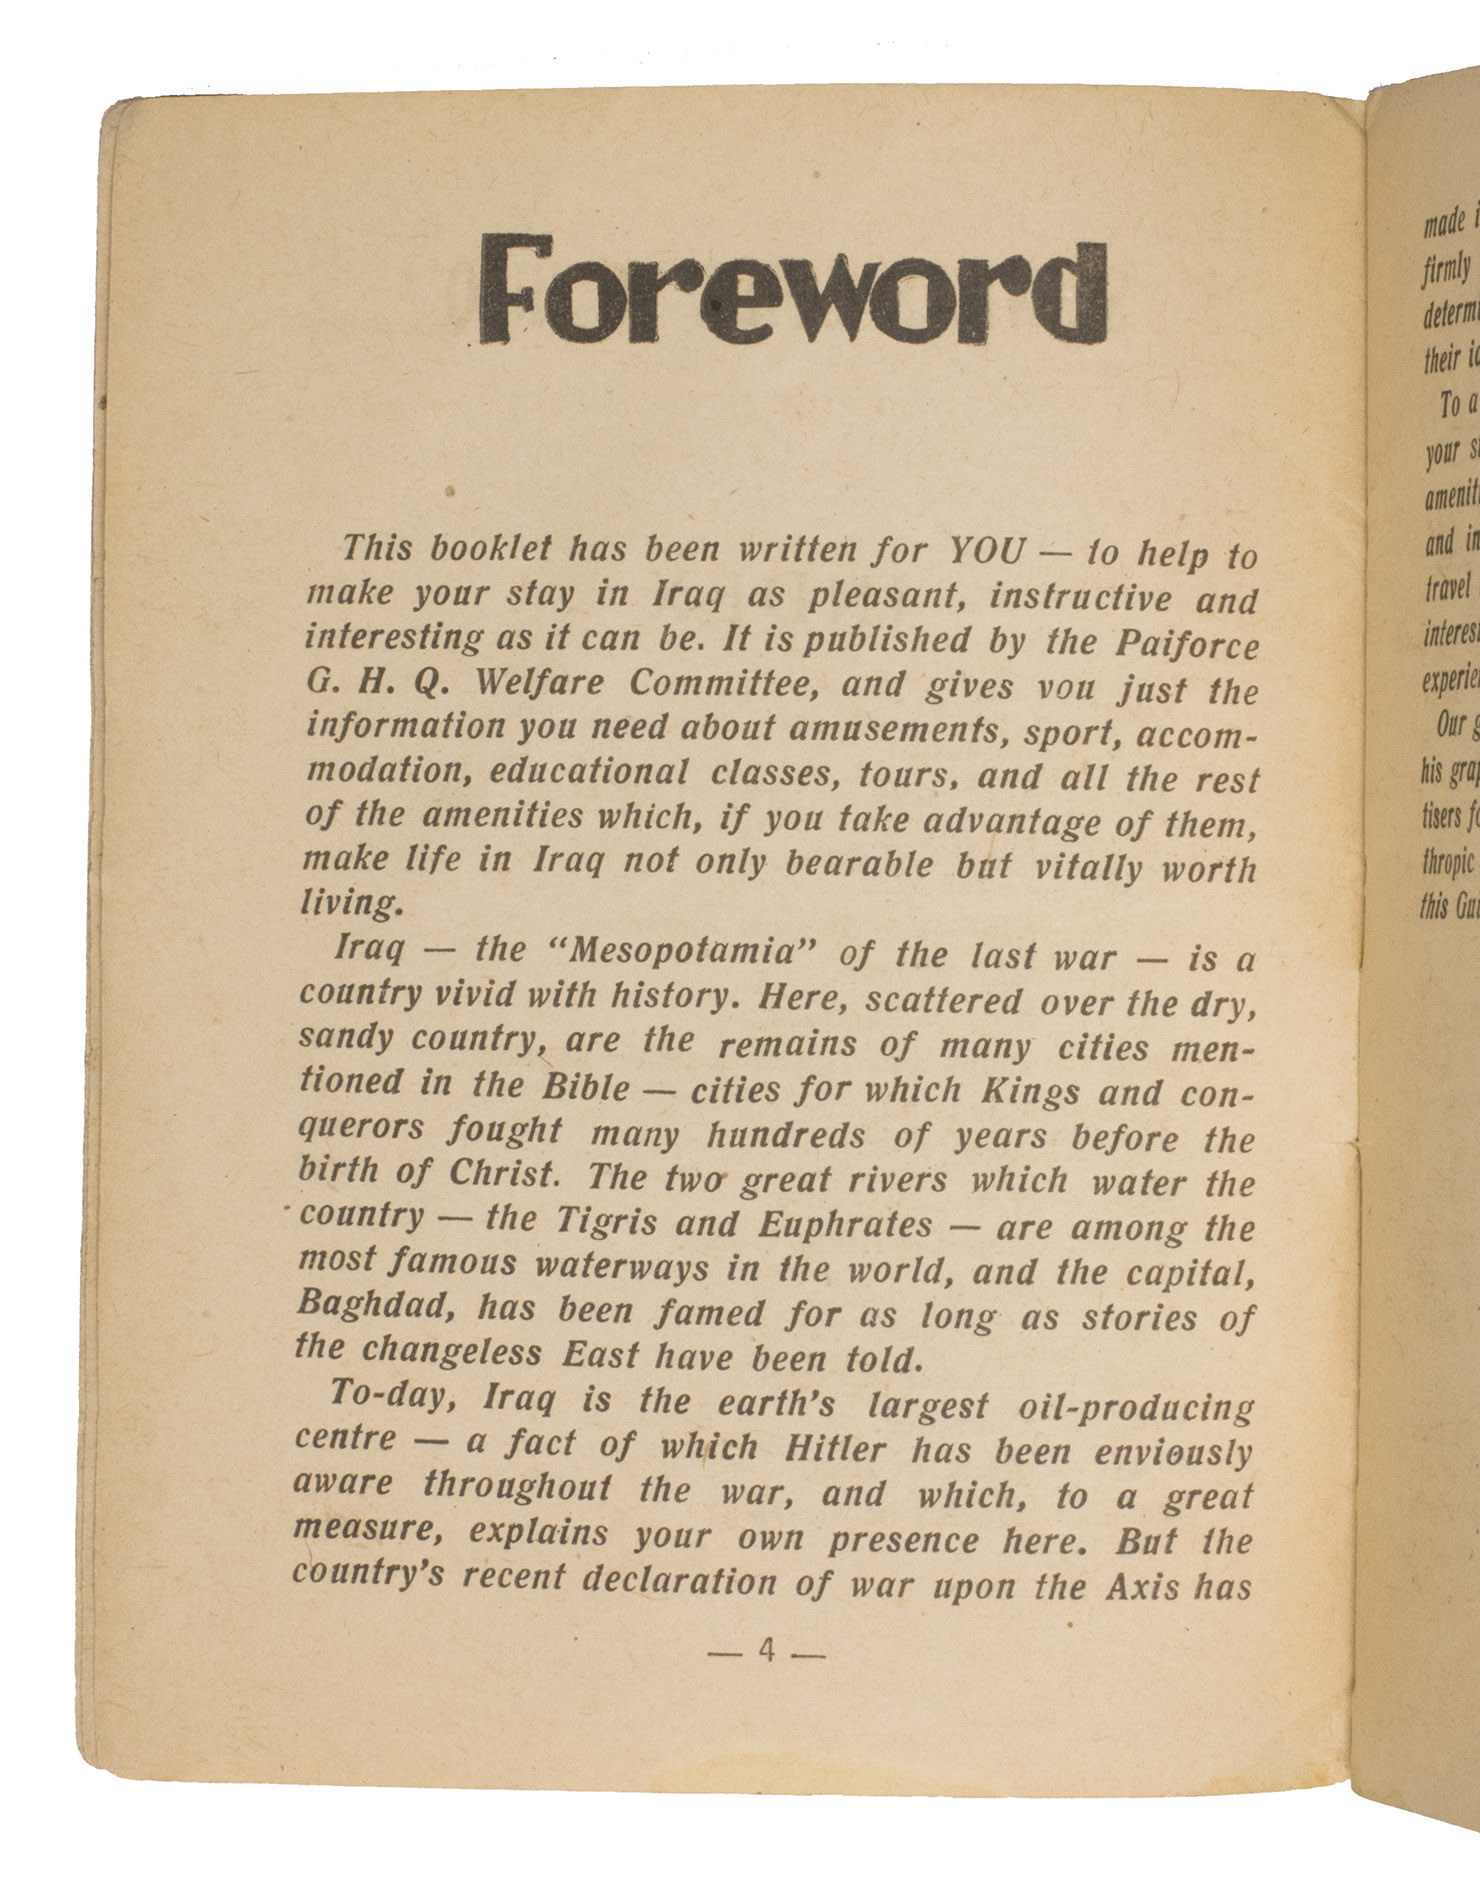 Foreword
This booklet has been written for YOU — to help to
make your stay in Iraq as pleasant, instructive and
interesting as it can be. It is published by the Paiforce
G. H. Q. Welfare Committee, and gives vou just the
information you need about amusements, sport, accom-
modation, educational classes, tours, and all the rest
of the amenities which, if you take advantage of them,
make life in Iraq not only bearable but vitally worth
living.
Iraq — the “Mesopotamia” of the last war — is a
country vivid with history. Here, scattered over the dry,
sandy country, are the remains of many cities men-
tioned in the Bible — cities for which Kings and con-
querors fought many hundreds of years before the
birth of Christ. The two great rivers which water the
country — the Tigris and Euphrates — are among the
most famous waterways in the world, and the capital,
Baghdad, has been famed for as long as stories of
the changeless East have been told.
To-day, Iraq is the earth’s largest oil-producing
centre — a fact of which Hitler has been enviously
aware throughout the war, and which, to a great
measure, explains your own presence here. But the
country’s recent declaration of war upon the Axis has
— 4 —
made
firmly
their
To a
your
and
travel
Our
his
tisers
thropic
this